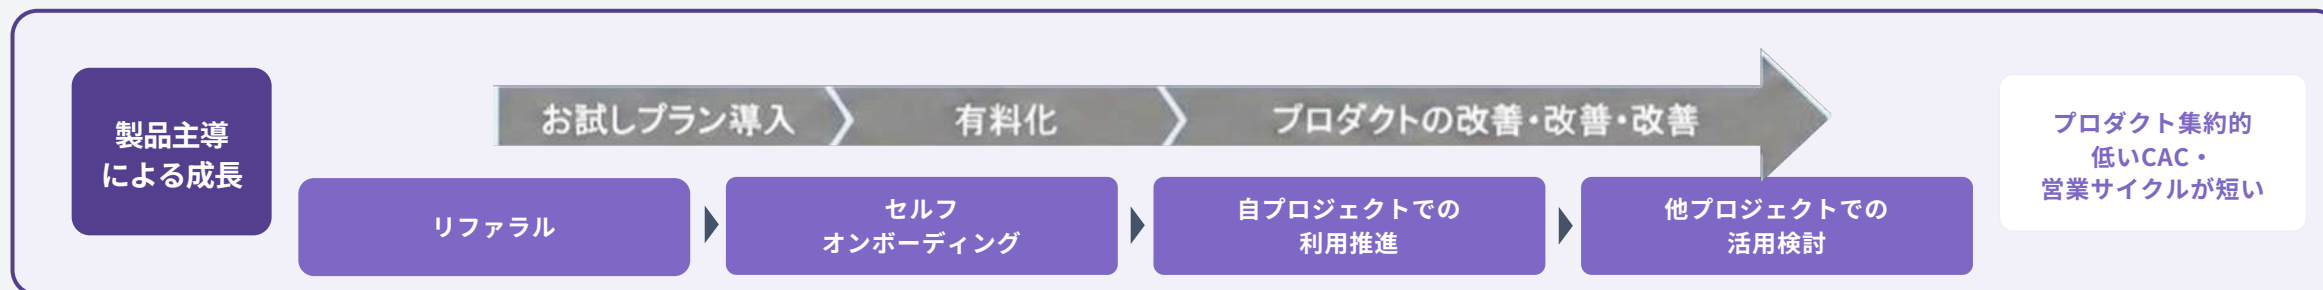 製品主導
による成長
お試しプラン導入
有料化
プロダクトの改善・改善・改善
リファラル
セルフ
オンボーディング
自プロジェクトでの
利用推進
他プロジェクトでの
活用検討
プロダクト集約的
低いCAC・
営業サイクルが短い